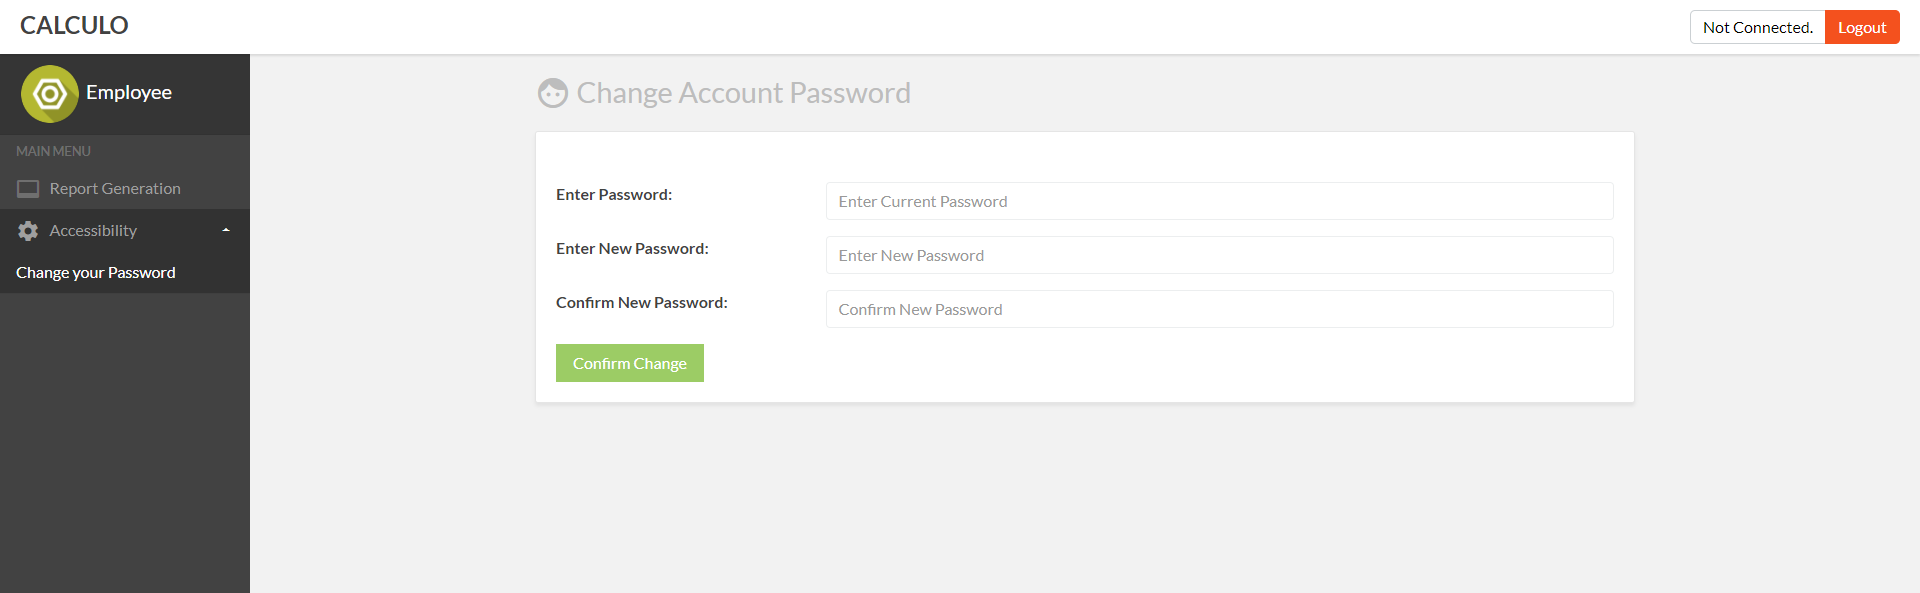 CALCULO
Not Connected.
Logout
Employee
MAIN MENU
Report Generation
Accessibility
Change your Password
Change Account Password
Enter Password:
Enter Current Password
Enter New Password:
Enter New Password
Confirm New Password:
Confirm New Password
Confirm Change